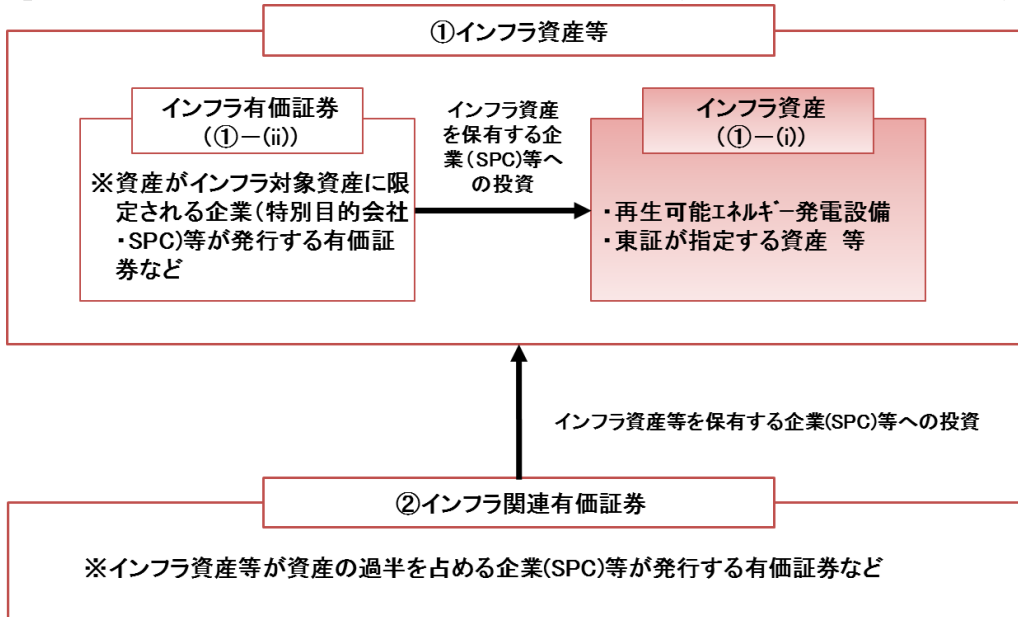 ①インフラ資産等
インフラ有価証券
(①－(ii))
※資産がインフラ対象資産に限
定される企業(特別目的会社
・SPC)等が発行する有価証
券など
インフラ資産
を保有する企
業(SPC)等へ
の投資
インフラ資産
(①－(i))
・再生可能ｴﾈﾙｷﾞｰ発電設備
・東証が指定する資産 等
インフラ資産等を保有する企業(SPC)等への投資
②インフラ関連有価証券
※インフラ資産等が資産の過半を占める企業(SPC)等が発行する有価証券など